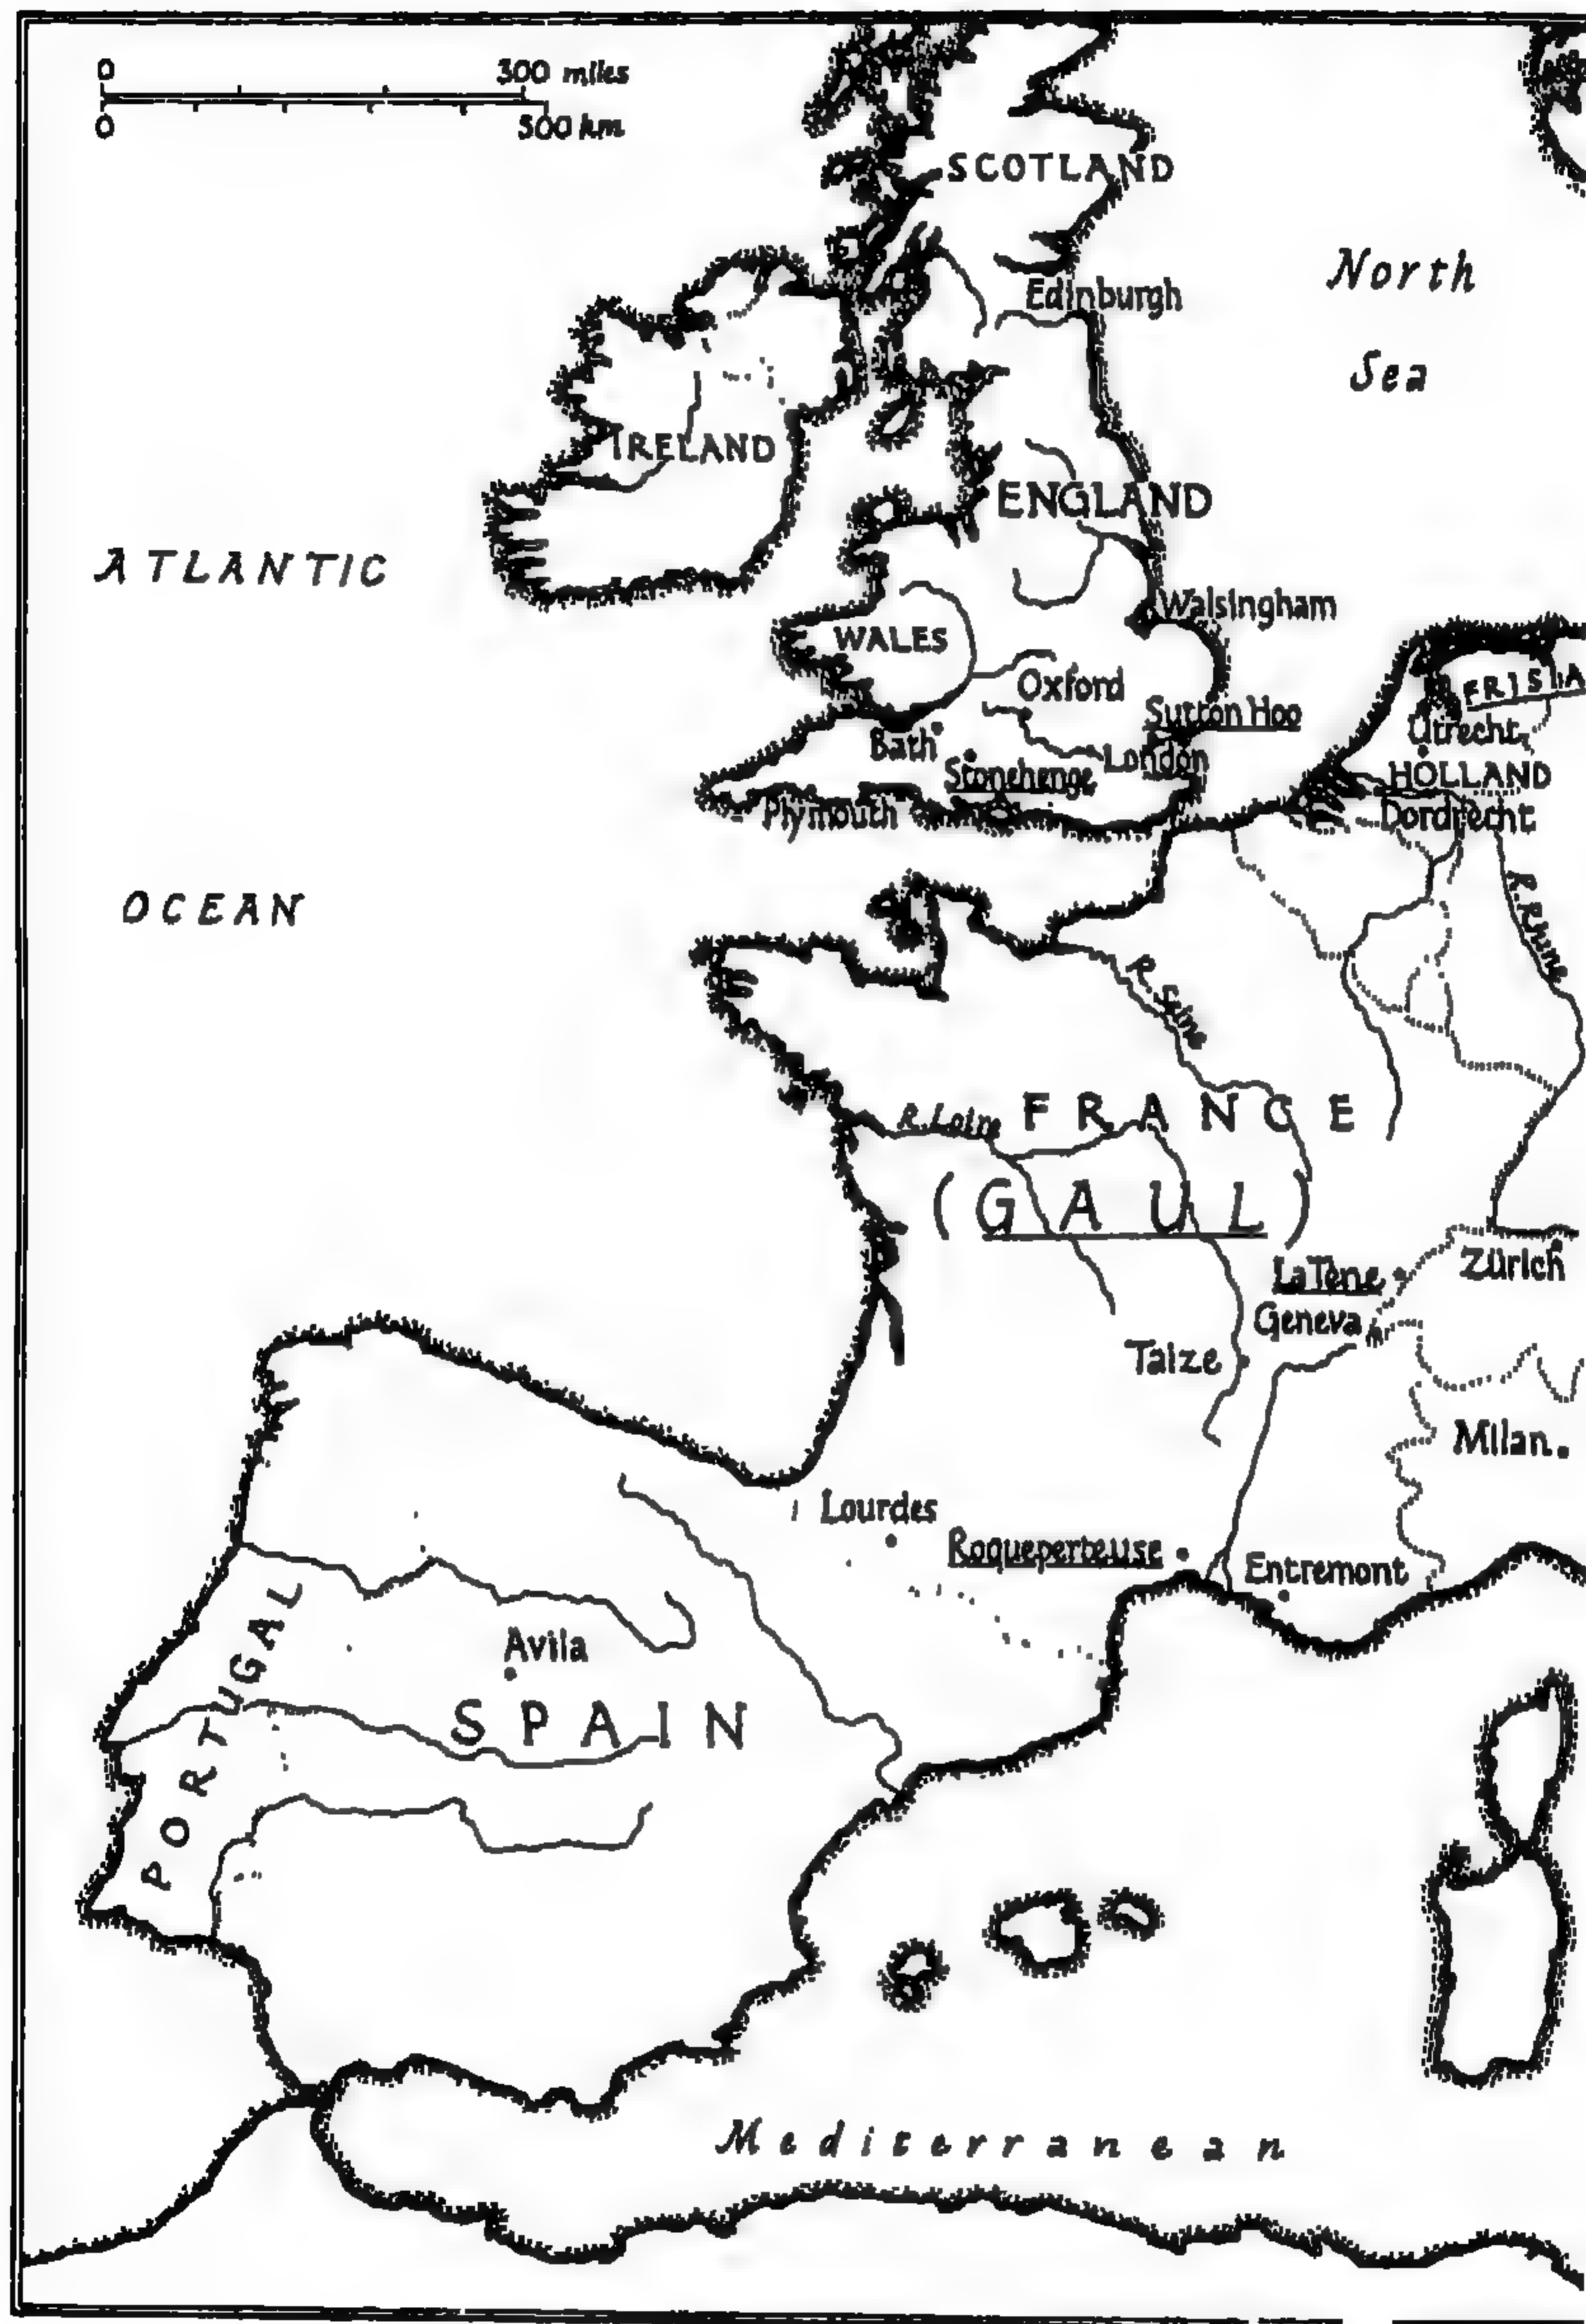 0 300 miles
0 500 km
SCOTLAND
North
Sea
Edinburgh
IRELAND
ENGLAND
ATLANTIC
Walsingham
WALES
Oxford
FRISIA
Sutton Hoo
Utrecht
Bath
London
Stonehenge
HOLLAND
Plymouth
Dordrecht
OCEAN
R. Rhine
R. Seine
R. Loire
FRANCE
(GAUL)
La Tène
Zürich
Geneva
Taize
Milan
Lourdes
Roqueperteuse
Entremont
PORTUGAL
Avila
SPAIN
Mediterranean